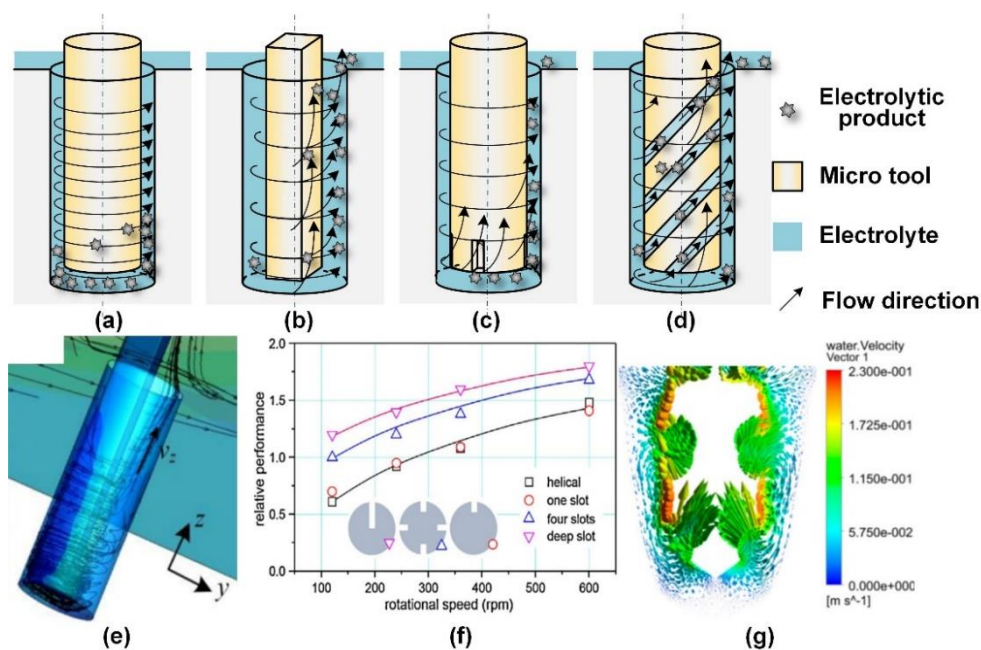 Electrolytic
product
Micro tool
Electrolyte
Flow direction
(a)
(b)
(c)
(d)
v_z
z
y
(e)
2.0
1.5
1.0
0.5
0.0
100
200
300
400
500
600
relative performance
rotational speed (rpm)
helical
one slot
four slots
deep slot
(f)
water.Velocity
Vector 1
2.300e-001
1.725e-001
1.150e-001
5.750e-002
0.000e+000
[m s^-1]
(g)